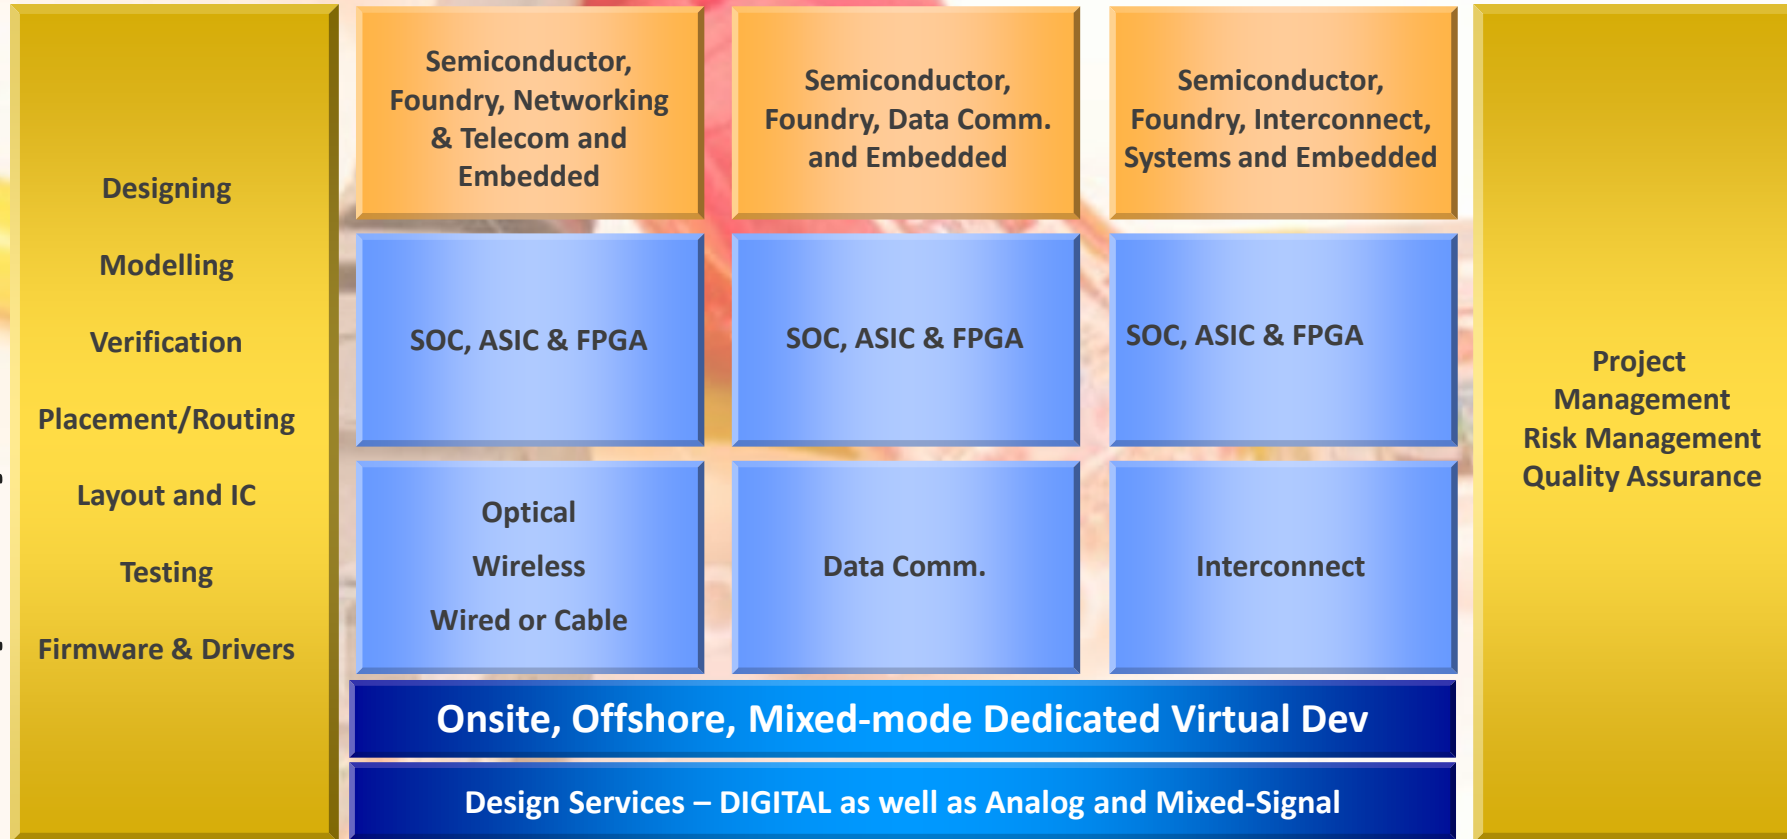 Designing
Modelling
Verification
Placement/Routing
Layout and IC
Testing
Firmware & Drivers
Semiconductor,
Foundry, Networking
& Telecom and
Embedded
Semiconductor,
Foundry, Data Comm.
and Embedded
Semiconductor,
Foundry, Interconnect,
Systems and Embedded
SOC, ASIC & FPGA
SOC, ASIC & FPGA
SOC, ASIC & FPGA
Optical
Wireless
Wired or Cable
Data Comm.
Interconnect
Project
Management
Risk Management
Quality Assurance
Onsite, Offshore, Mixed-mode Dedicated Virtual Dev
Design Services – DIGITAL as well as Analog and Mixed-Signal